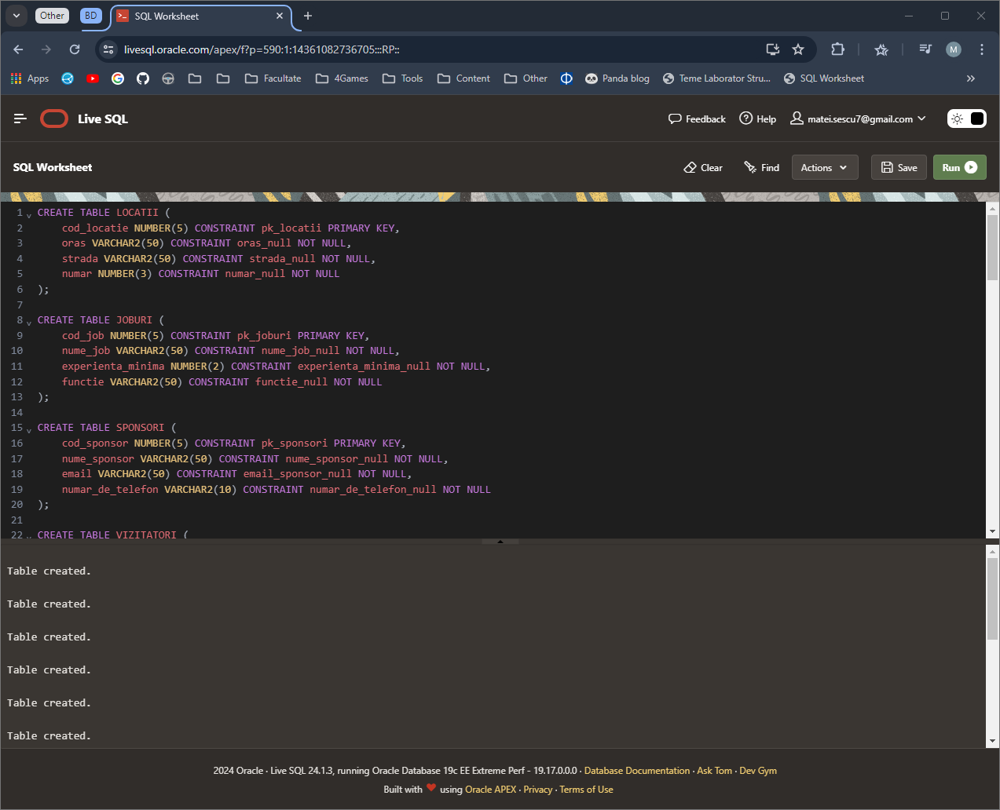 Other BD SQL Worksheet
livesql.oracle.com/apex/f?p=590:1:14361082736705:::RP::
M
Apps Facultate 4Games Tools Content Other Panda blog Teme Laborator Stru... SQL Worksheet
Live SQL Feedback Help matei.sescu7@gmail.com
SQL Worksheet Clear Find Actions Save Run
1 CREATE TABLE LOCATII (
2 cod_locatie NUMBER(5) CONSTRAINT pk_locatii PRIMARY KEY,
3 oras VARCHAR2(50) CONSTRAINT oras_null NOT NULL,
4 strada VARCHAR2(50) CONSTRAINT strada_null NOT NULL,
5 numar NUMBER(3) CONSTRAINT numar_null NOT NULL
6 );
7
8 CREATE TABLE JOBURI (
9 cod_job NUMBER(5) CONSTRAINT pk_joburi PRIMARY KEY,
10 nume_job VARCHAR2(50) CONSTRAINT nume_job_null NOT NULL,
11 experienta_minima NUMBER(2) CONSTRAINT experienta_minima_null NOT NULL,
12 functie VARCHAR2(50) CONSTRAINT functie_null NOT NULL
13 );
14
15 CREATE TABLE SPONSORI (
16 cod_sponsor NUMBER(5) CONSTRAINT pk_sponsori PRIMARY KEY,
17 nume_sponsor VARCHAR2(50) CONSTRAINT nume_sponsor_null NOT NULL,
18 email VARCHAR2(50) CONSTRAINT email_sponsor_null NOT NULL,
19 numar_de_telefon VARCHAR2(10) CONSTRAINT numar_de_telefon_null NOT NULL
20 );
21
22 CREATE TABLE VIZITATORI (
Table created.
Table created.
Table created.
Table created.
Table created.
Table created.
2024 Oracle · Live SQL 24.1.3, running Oracle Database 19c EE Extreme Perf - 19.17.0.0.0 · Database Documentation · Ask Tom · Dev Gym
Built with ❤ using Oracle APEX · Privacy · Terms of Use